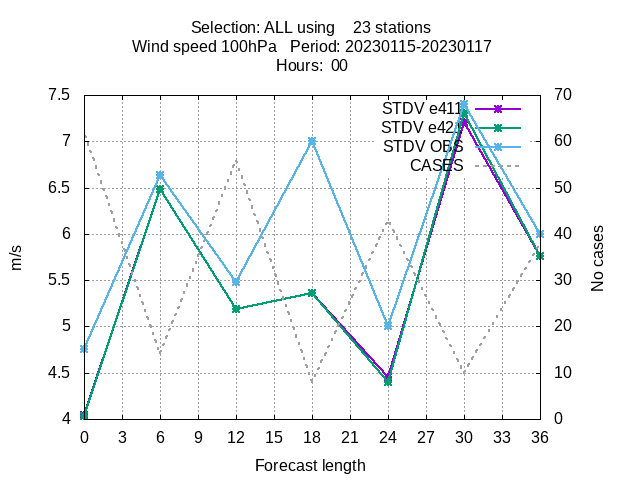 Selection: ALL using    23 stations
Wind speed 100hPa   Period: 20230115-20230117
Hours:  00
7.5
7
6.5
6
5.5
5
4.5
4
70
60
50
40
30
20
10
0
STDV e411
STDV OBS
CASES
m/s
No cases
0 3 6 9 12 15 18 21 24 27 30 33 36
Forecast length